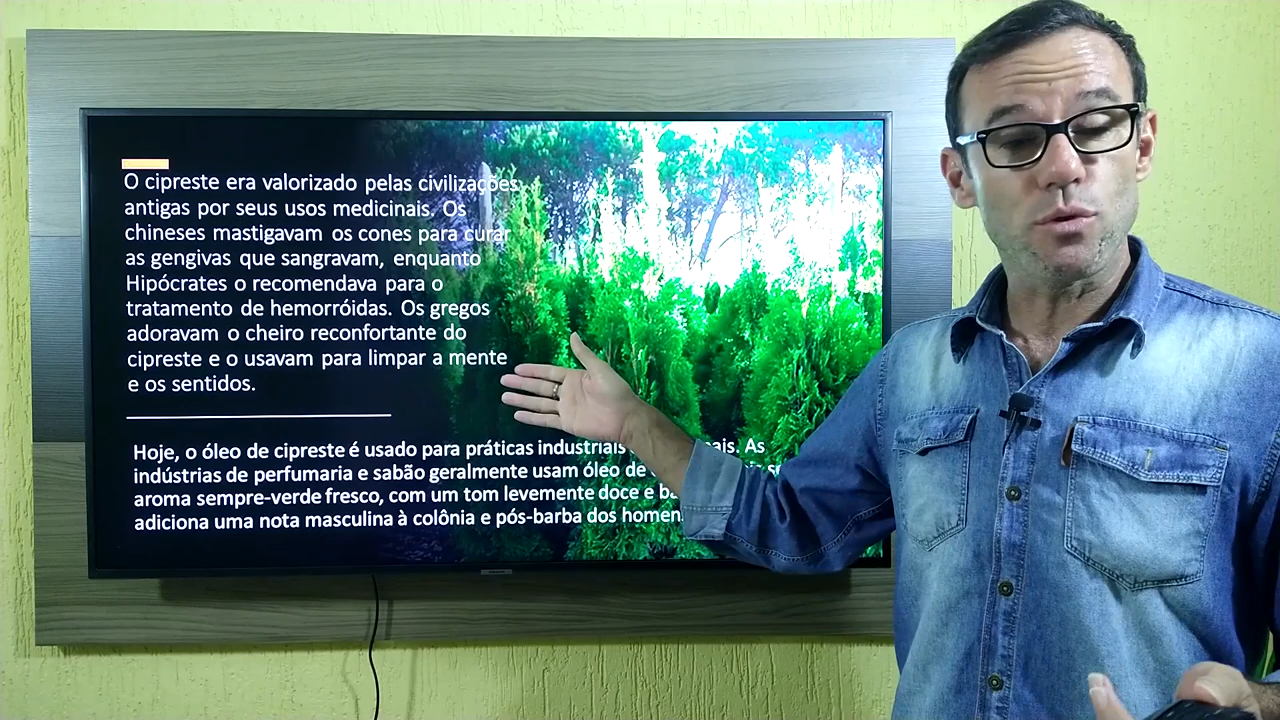 O cipreste era valorizado pelas civilizações
antigas por seus usos medicinais. Os
chineses mastigavam os cones para curar
as gengivas que sangravam, enquanto
Hipócrates o recomendava para o
tratamento de hemorróidas. Os gregos
adoravam o cheiro reconfortante do
cipreste e o usavam para limpar a mente
e os sentidos.
Hoje, o óleo de cipreste é usado para práticas industriais As
indústrias de perfumaria e sabão geralmente usam óleo de
aroma sempre-verde fresco, com um tom levemente doce e
adiciona uma nota masculina à colônia e pós-barba dos